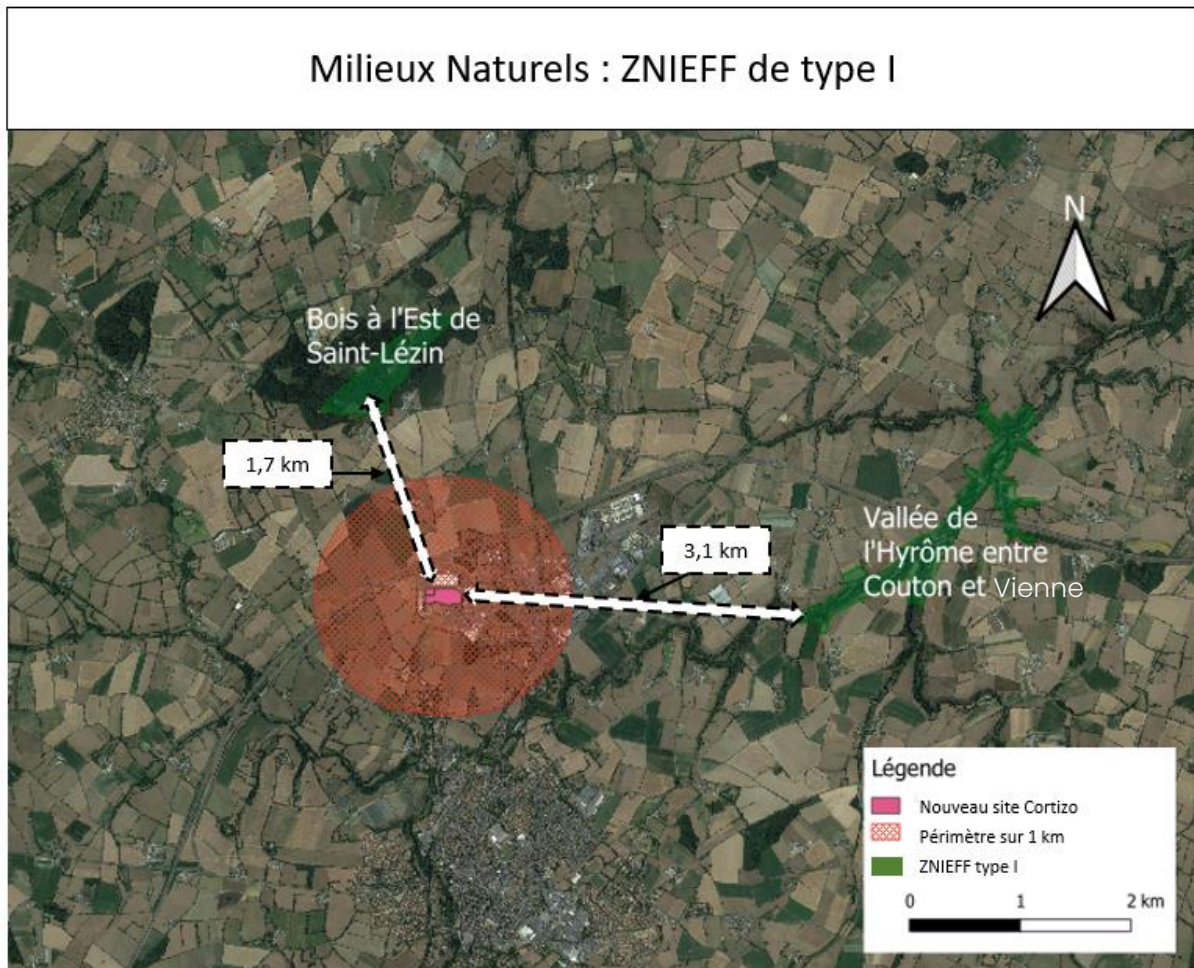 Milieux Naturels : ZNIEFF de type I
N
Bois à l'Est de
Saint-Lézin
1,7 km
3,1 km
Vallée de
l'Hyrôme entre
Couton et Vienne
Légende
Nouveau site Cortizo
Périmètre sur 1 km
ZNIEFF type I
0 1 2 km